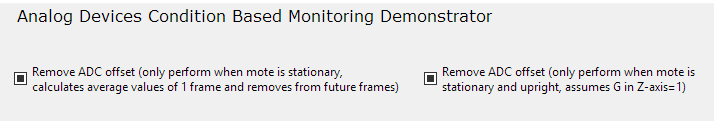 Analog Devices Condition Based Monitoring Demonstrator
Remove ADC offset (only perform when mote is stationary,
calculates average values of 1 frame and removes from future frames)
Remove ADC offset (only perform when mote is
stationary and upright, assumes G in Z-axis=1)